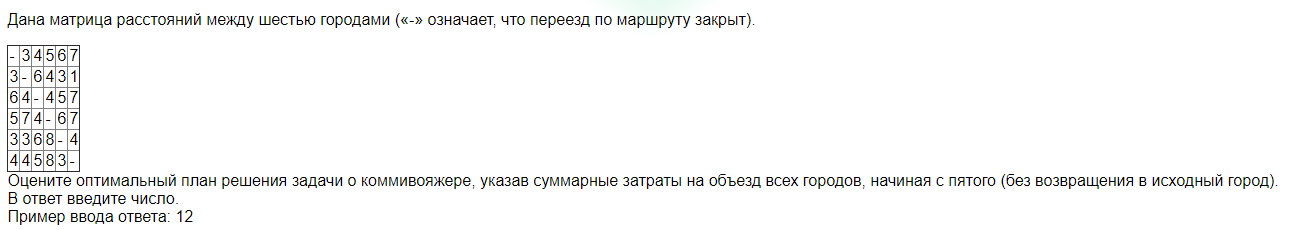 Дана матрица расстояний между шестью городами («-» означает, что переезд по маршруту закрыт).
- 3 4 5 6 7
3 - 6 4 3 1
6 4 - 4 5 7
5 7 4 - 6 7
3 3 6 8 - 4
4 4 5 8 3 -
Оцените оптимальный план решения задачи о коммивояжере, указав суммарные затраты на объезд всех городов, начиная с пятого (без возвращения в исходный город).
В ответ введите число.
Пример ввода ответа: 12